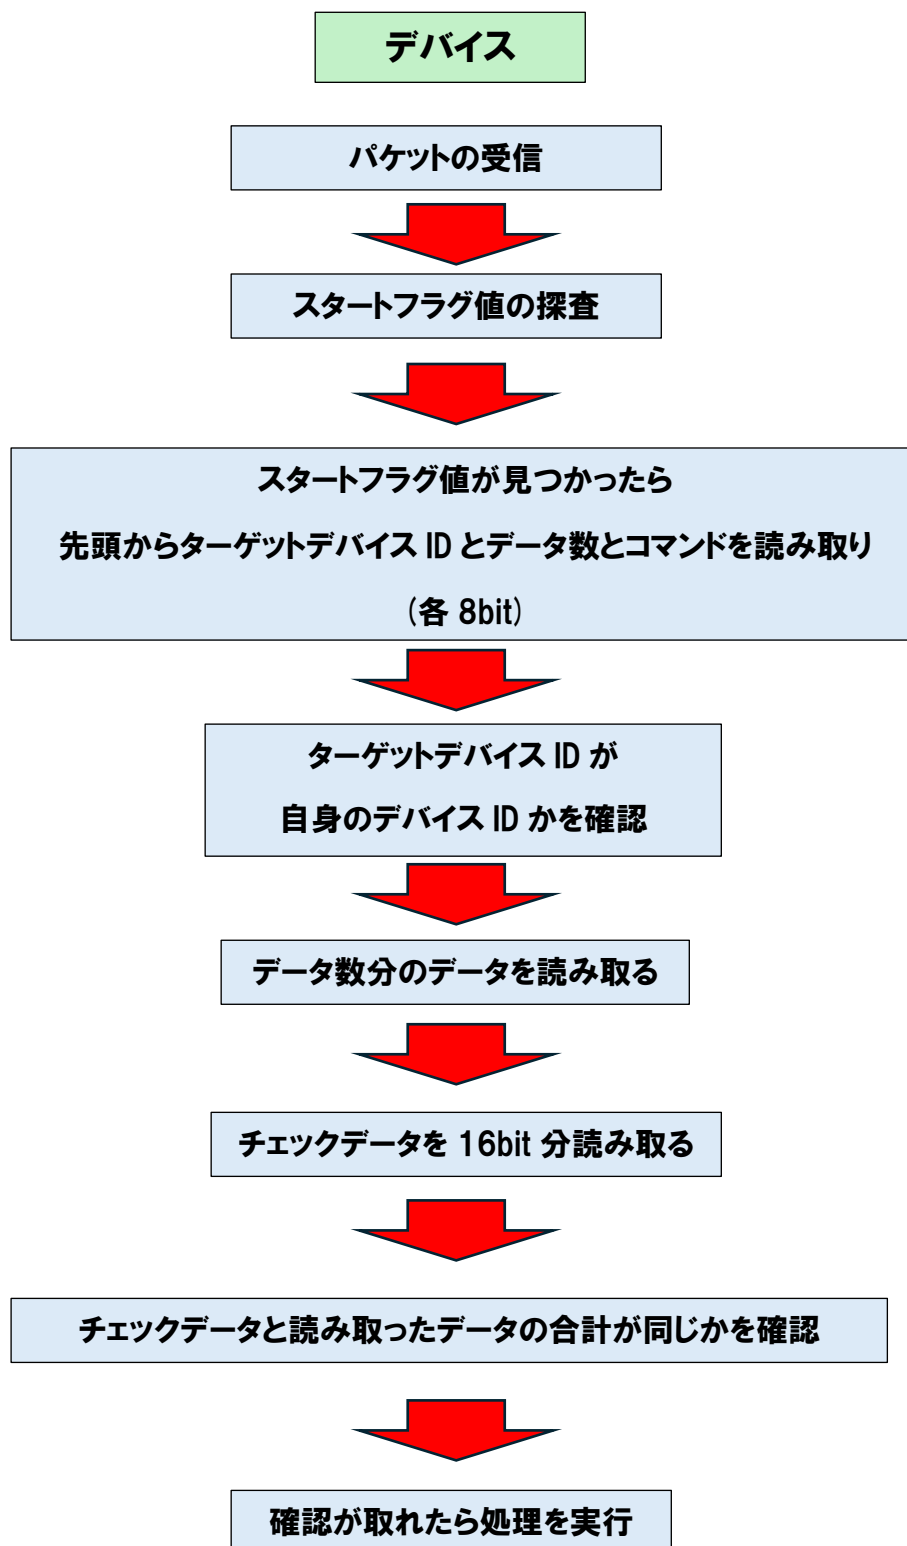 デバイス
パケットの受信
スタートフラグ値の探査
スタートフラグ値が見つかったら
先頭からターゲットデバイス ID とデータ数とコマンドを読み取り
(各 8bit)
ターゲットデバイス ID が
自身のデバイス ID かを確認
データ数分のデータを読み取る
チェックデータを 16bit 分読み取る
チェックデータと読み取ったデータの合計が同じかを確認
確認が取れたら処理を実行